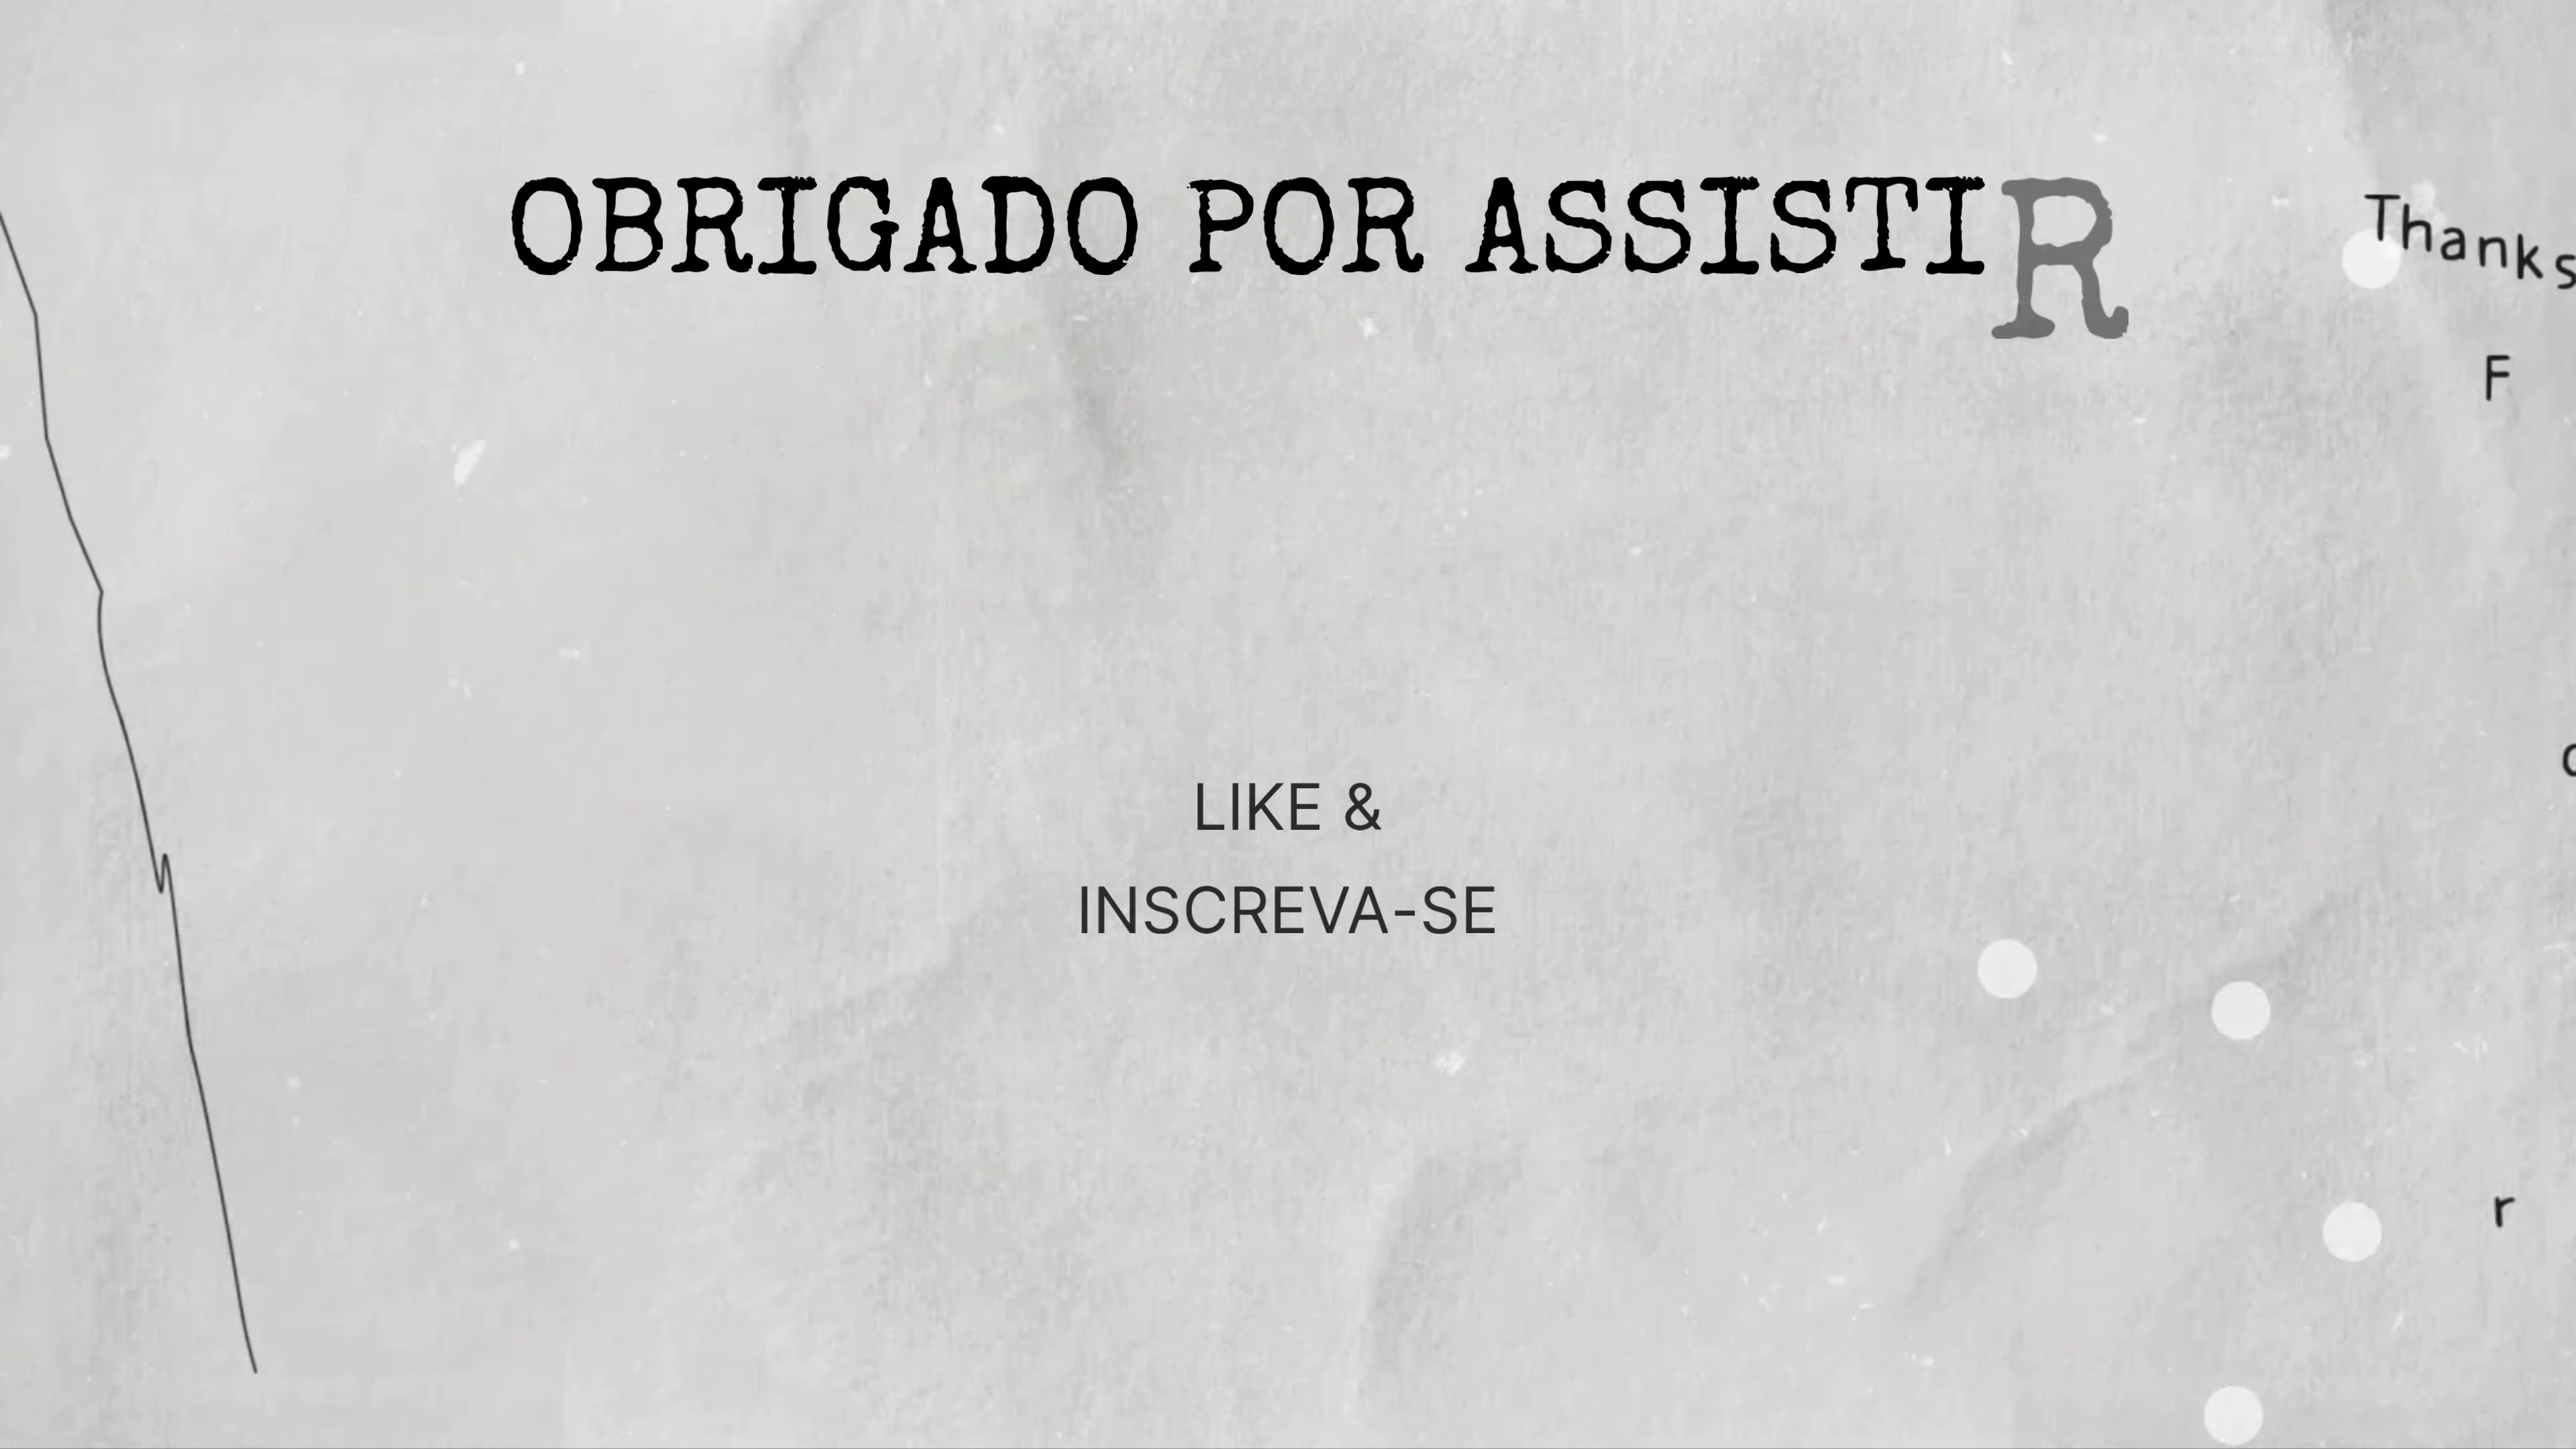 OBRIGADO POR ASSISTIR
Thanks
F
LIKE &
INSCREVA-SE
r